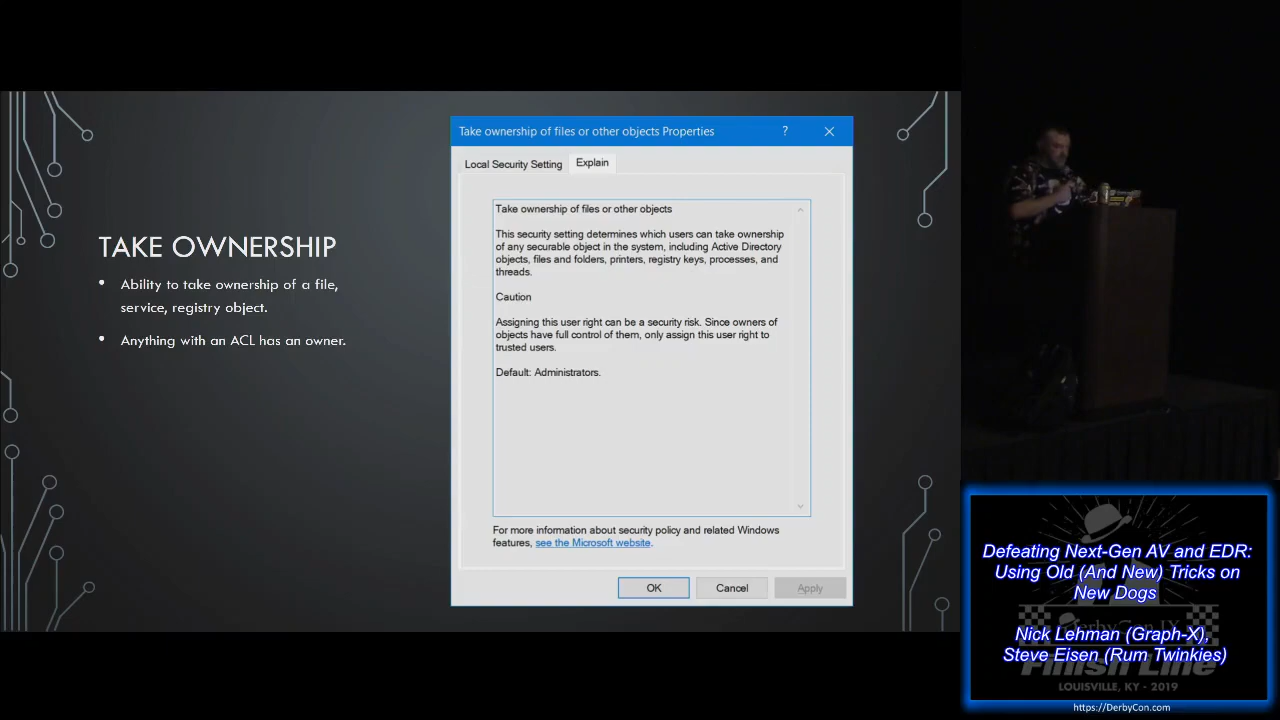 TAKE OWNERSHIP
• Ability to take ownership of a file,
service, registry object.
• Anything with an ACL has an owner.
Take ownership of files or other objects Properties
?
Local Security Setting
Explain
Take ownership of files or other objects
This security setting determines which users can take ownership
of any securable object in the system, including Active Directory
objects, files and folders, printers, registry keys, processes, and
threads.
Caution
Assigning this user right can be a security risk. Since owners of
objects have full control of them, only assign this user right to
trusted users.
Default: Administrators.
For more information about security policy and related Windows
features, see the Microsoft website.
OK
Cancel
Apply
Defeating Next-Gen AV and EDR:
Using Old (And New) Tricks on
New Dogs
DerbyCon IX
Nick Lehman (Graph-X),
Steve Eisen (Rum Twinkies)
Finish Line
LOUISVILLE, KY - 2019
https://DerbyCon.com